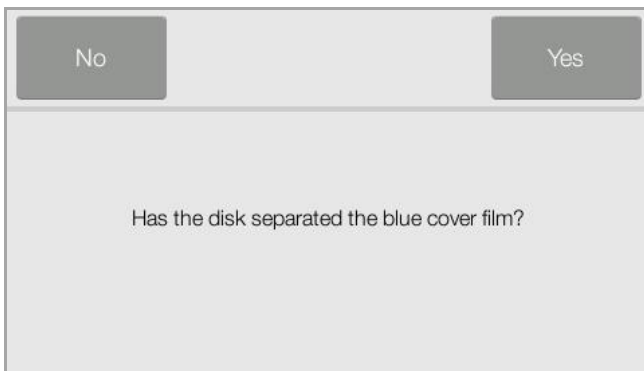 No
Yes
Has the disk separated the blue cover film?